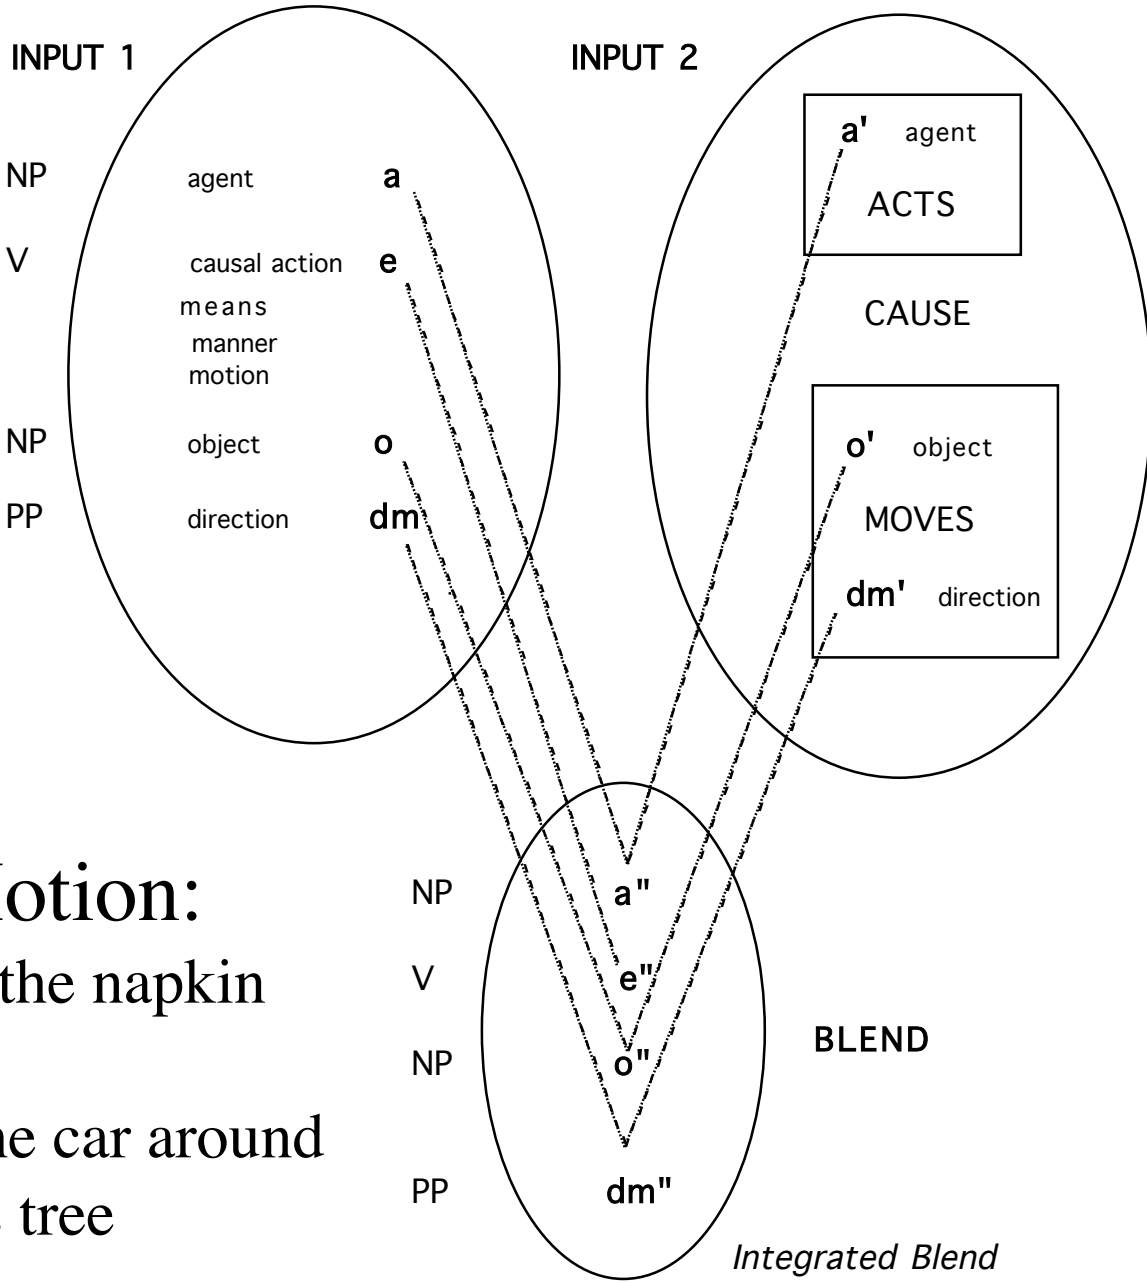 INPUT 1
INPUT 2
a' agent
ACTS
NP agent a
V causal action e
means
manner
motion
CAUSE
NP object o
o' object
PP direction dm
MOVES
dm' direction
otion:
NP a"
the napkin
V e"
NP o"
BLEND
e car around
tree
PP dm"
Integrated Blend